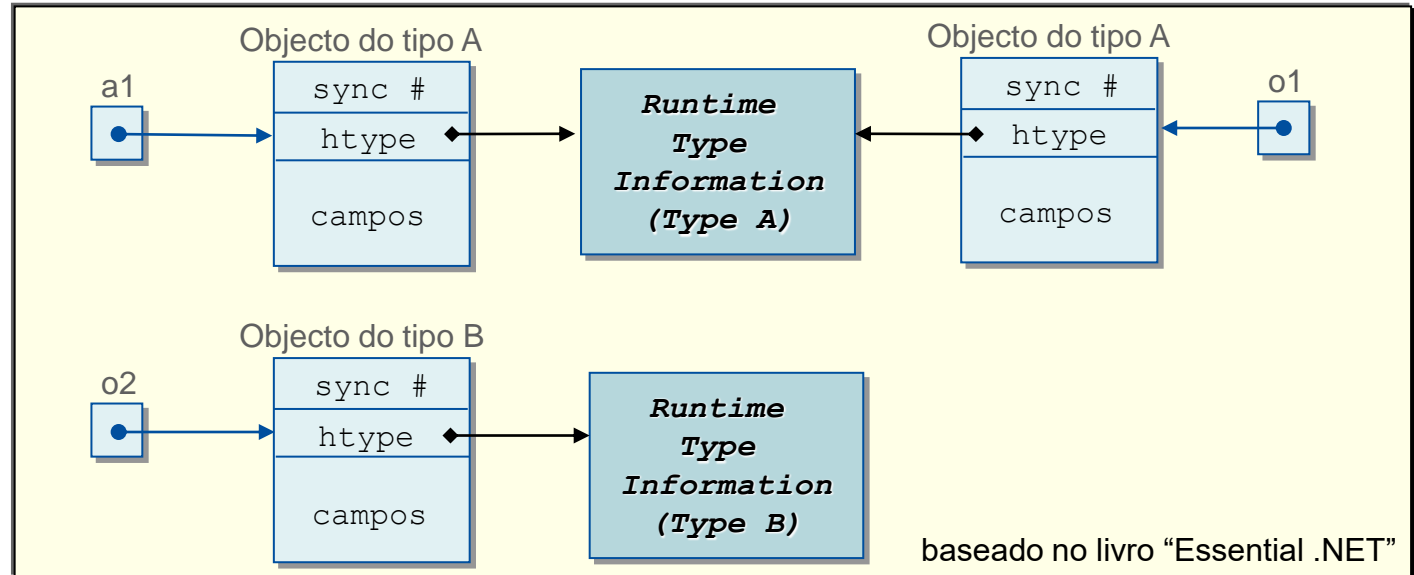 Objecto do tipo A
a1
sync #
htype
campos
Runtime
Type
Information
(Type A)
Objecto do tipo A
sync #
htype
campos
o1
Objecto do tipo B
o2
sync #
htype
campos
Runtime
Type
Information
(Type B)
baseado no livro “Essential .NET”